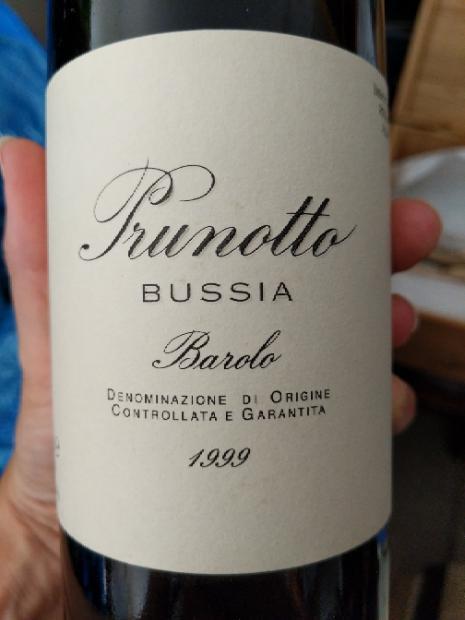 Prunotto
BUSSIA
Barolo
DENOMINAZIONE DI ORIGINE
CONTROLLATA E GARANTITA
1999